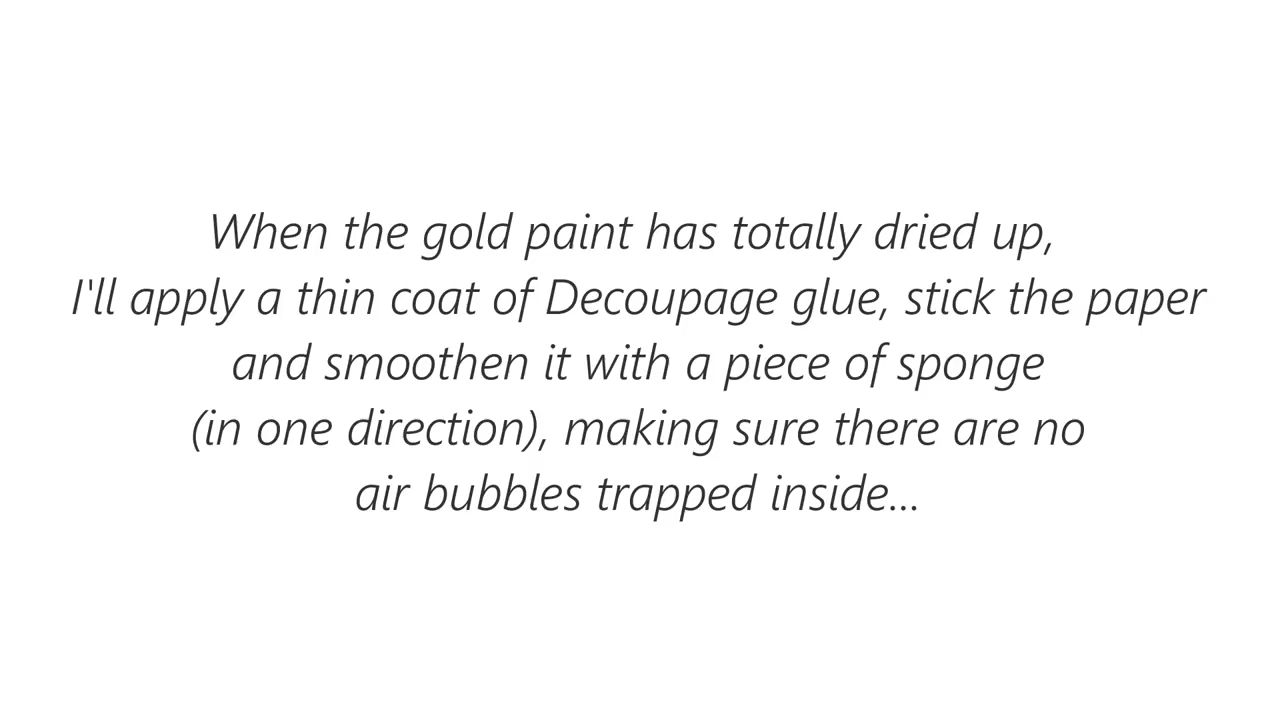 When the gold paint has totally dried up,
I'll apply a thin coat of Decoupage glue, stick the paper
and smoothen it with a piece of sponge
(in one direction), making sure there are no
air bubbles trapped inside...